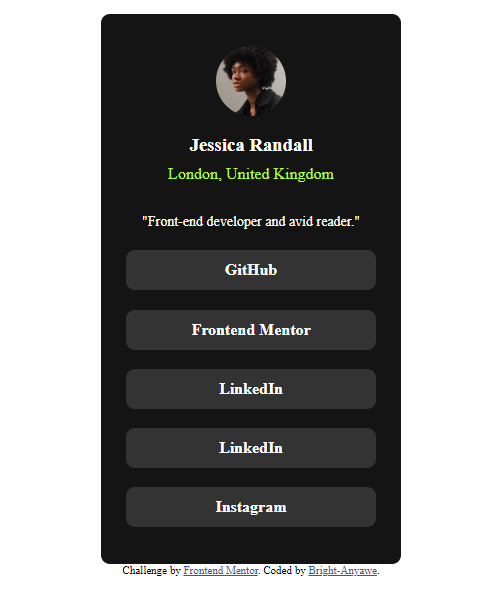 Jessica Randall
London, United Kingdom
"Front-end developer and avid reader."
GitHub
Frontend Mentor
LinkedIn
LinkedIn
Instagram
Challenge by Frontend Mentor. Coded by Bright-Anyawe.